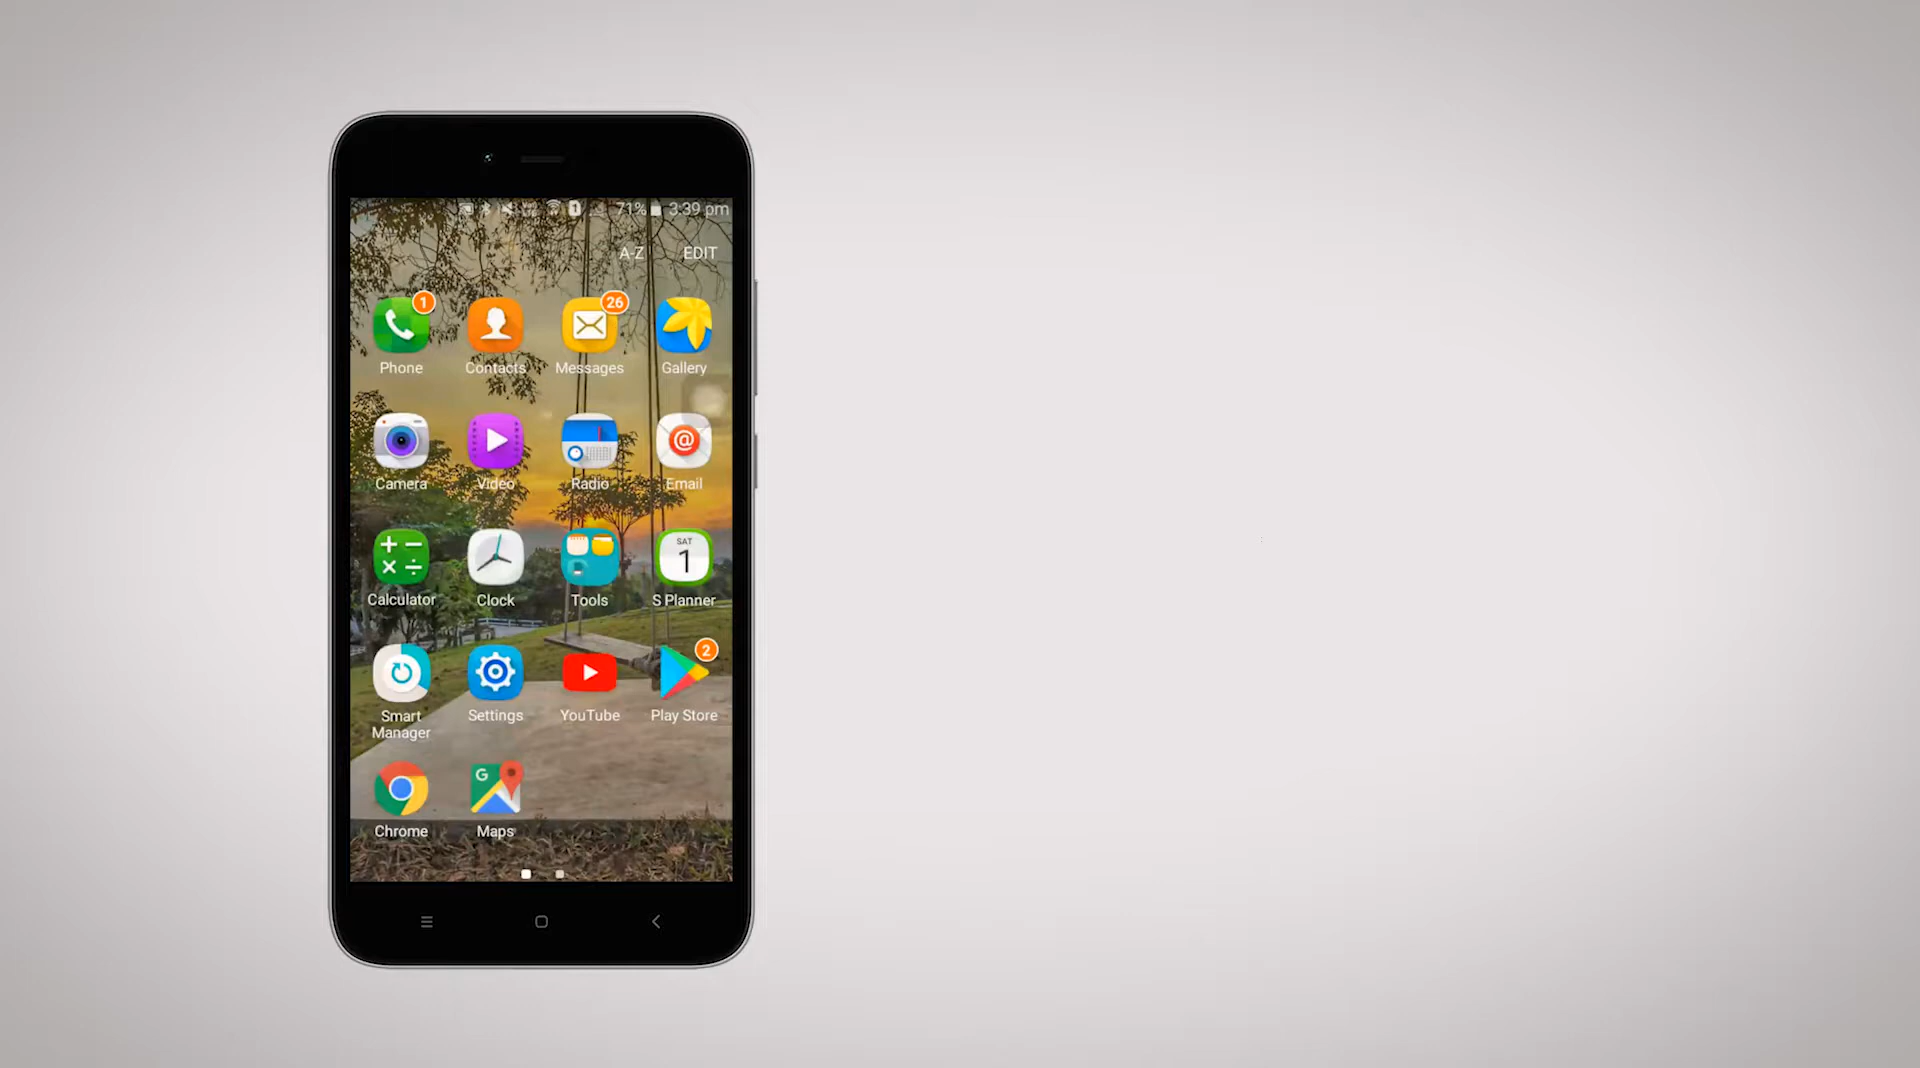 1 71% 3:39 pm
A-Z EDIT
1 26
Phone Contacts Messages Gallery
@
Camera Video Radio Email
SAT
1
Calculator Clock Tools S Planner
2
Smart Manager Settings YouTube Play Store
G
Chrome Maps